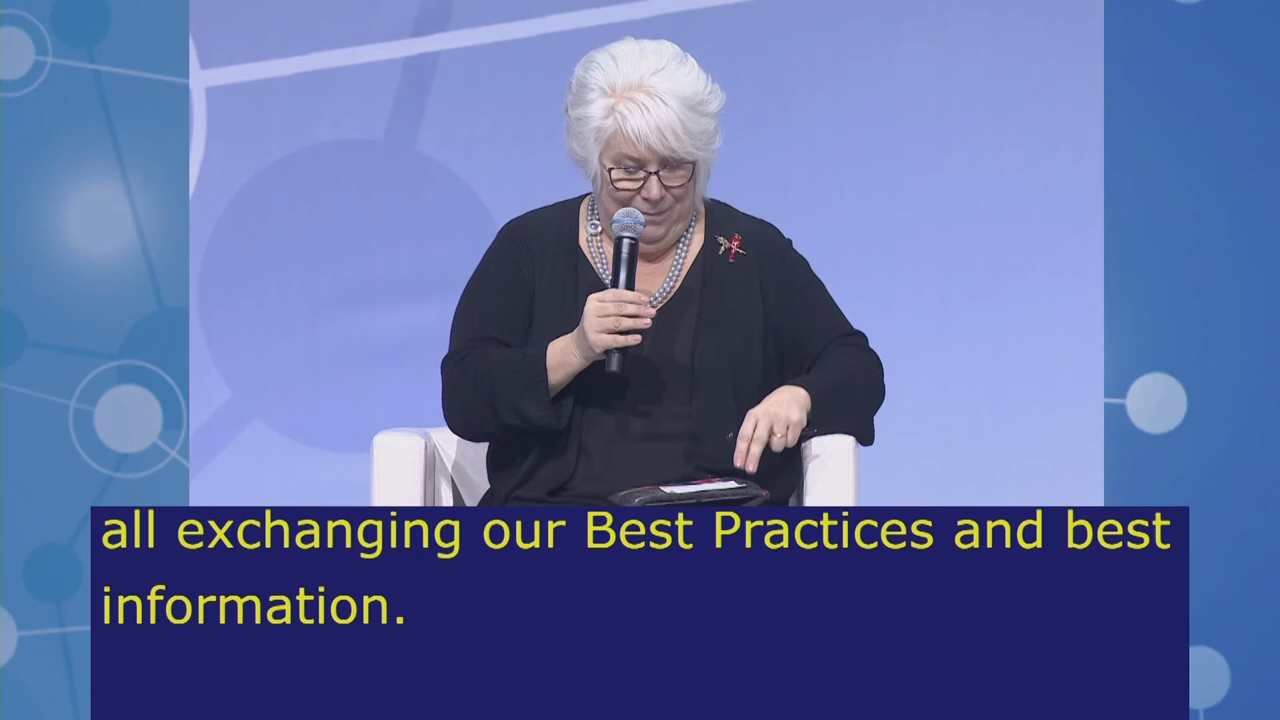 all exchanging our Best Practices and best
information.